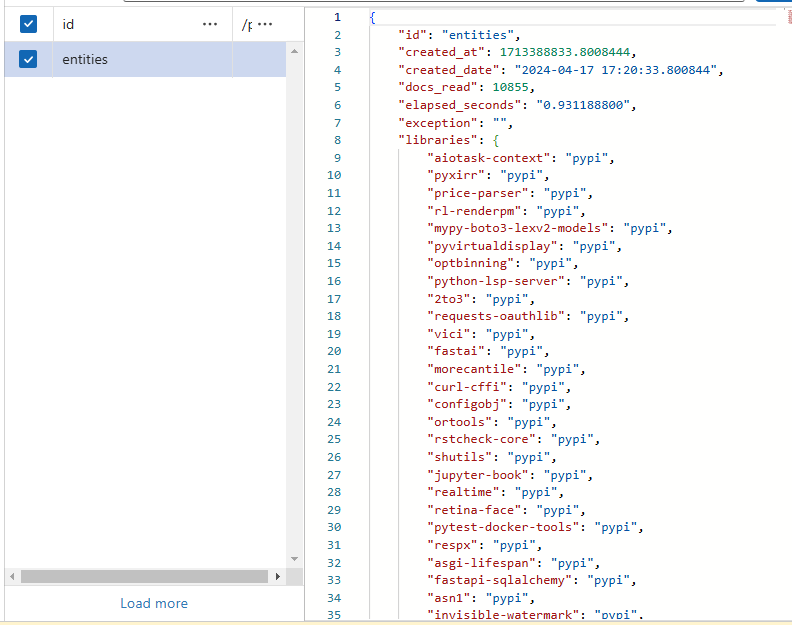 id ... /p ...
entities
Load more
1 {
2 "id": "entities",
3 "created_at": 1713388833.8008444,
4 "created_date": "2024-04-17 17:20:33.800844",
5 "docs_read": 10855,
6 "elapsed_seconds": "0.931188800",
7 "exception": "",
8 "libraries": {
9 "aiotask-context": "pypi",
10 "pyxirr": "pypi",
11 "price-parser": "pypi",
12 "rl-renderpm": "pypi",
13 "mypy-boto3-lexv2-models": "pypi",
14 "pyvirtualdisplay": "pypi",
15 "optbinning": "pypi",
16 "python-lsp-server": "pypi",
17 "2to3": "pypi",
18 "requests-oauthlib": "pypi",
19 "vici": "pypi",
20 "fastai": "pypi",
21 "morecantile": "pypi",
22 "curl-cffi": "pypi",
23 "configobj": "pypi",
24 "ortools": "pypi",
25 "rstcheck-core": "pypi",
26 "shutils": "pypi",
27 "jupyter-book": "pypi",
28 "realtime": "pypi",
29 "retina-face": "pypi",
30 "pytest-docker-tools": "pypi",
31 "respx": "pypi",
32 "asgi-lifespan": "pypi",
33 "fastapi-sqlalchemy": "pypi",
34 "asn1": "pypi",
35 "invisible-watermark": "pypi",